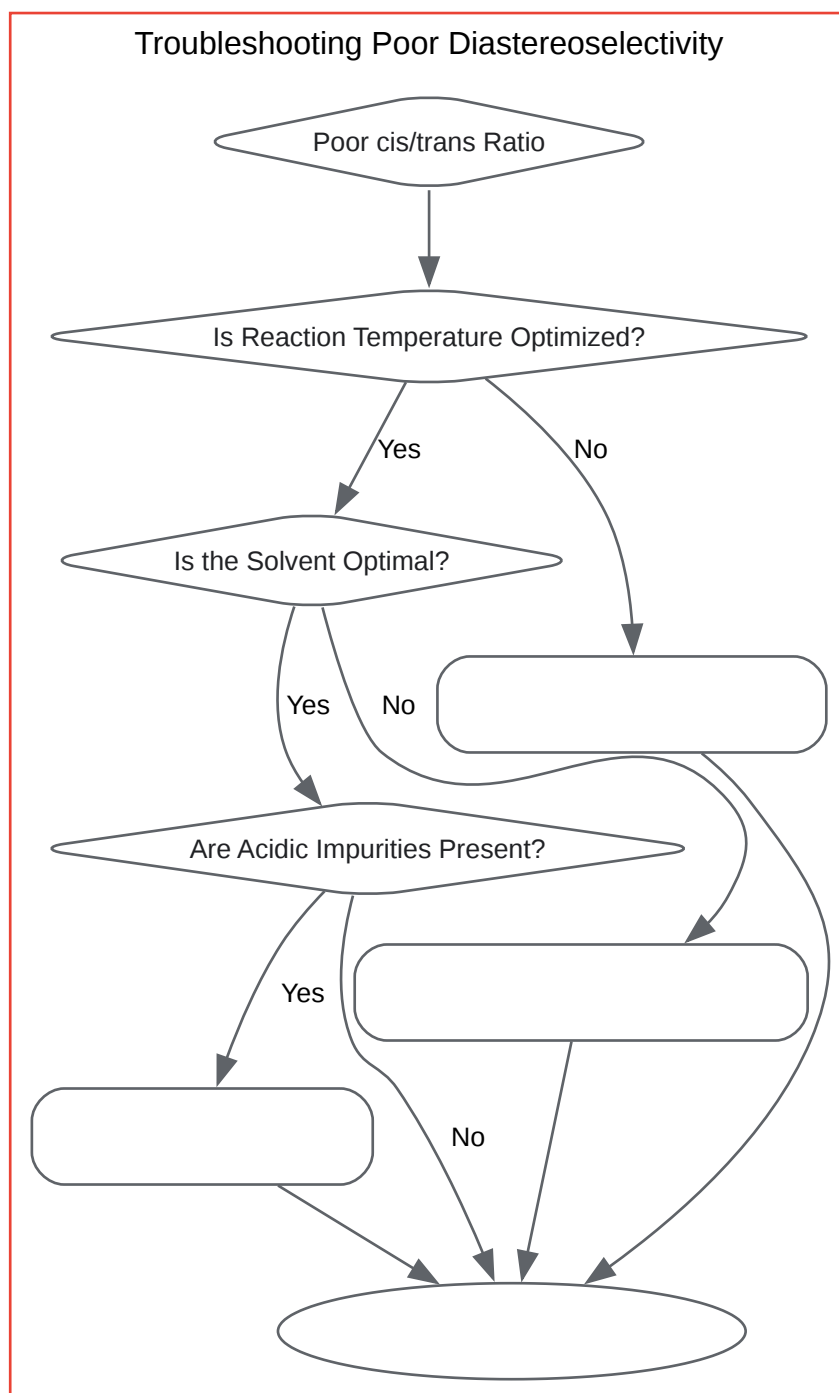 Troubleshooting Poor Diastereoselectivity
Poor cis/trans Ratio
Is Reaction Temperature Optimized?
Yes
No
Is the Solvent Optimal?
Yes
No
Are Acidic Impurities Present?
Yes
No